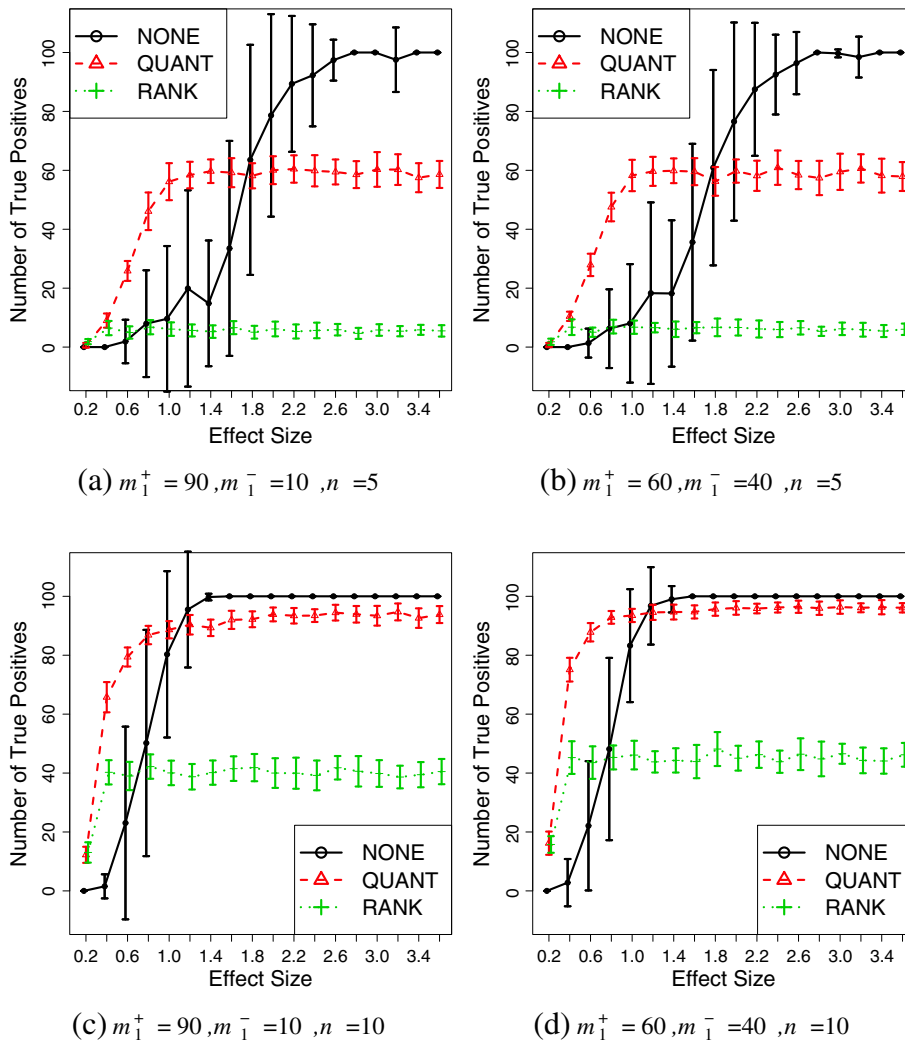 NONE
QUANT
RANK
Number of True Positives
0 20 40 60 80 100
0.2 0.6 1.0 1.4 1.8 2.2 2.6 3.0 3.4
Effect Size
(a) m₁⁺ = 90 ,m₁⁻ =10 ,n =5
NONE
QUANT
RANK
Number of True Positives
0 20 40 60 80 100
0.2 0.6 1.0 1.4 1.8 2.2 2.6 3.0 3.4
Effect Size
(b) m₁⁺ = 60 ,m₁⁻ =40 ,n =5
Number of True Positives
0 20 40 60 80 100
NONE
QUANT
RANK
0.2 0.6 1.0 1.4 1.8 2.2 2.6 3.0 3.4
Effect Size
(c) m₁⁺ = 90 ,m₁⁻ =10 ,n =10
Number of True Positives
0 20 40 60 80 100
NONE
QUANT
RANK
0.2 0.6 1.0 1.4 1.8 2.2 2.6 3.0 3.4
Effect Size
(d) m₁⁺ = 60 ,m₁⁻ =40 ,n =10